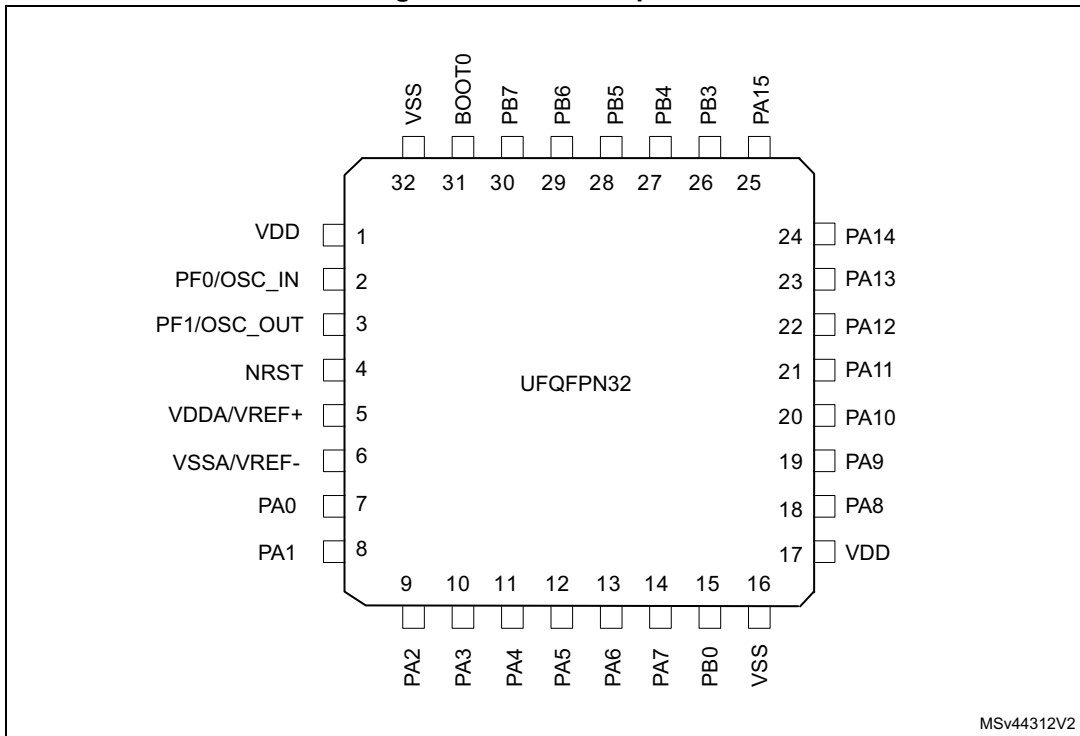 VSS
BOOT0
PB7
PB6
PB5
PB4
PB3
PA15
32 31 30 29 28 27 26 25
VDD 1
24 PA14
PF0/OSC_IN 2
23 PA13
PF1/OSC_OUT 3
22 PA12
NRST 4
21 PA11
UFQFPN32
VDDA/VREF+ 5
20 PA10
VSSA/VREF- 6
19 PA9
PA0 7
18 PA8
PA1 8
17 VDD
9 10 11 12 13 14 15 16
PA2
PA3
PA4
PA5
PA6
PA7
PB0
VSS
MSv44312V2